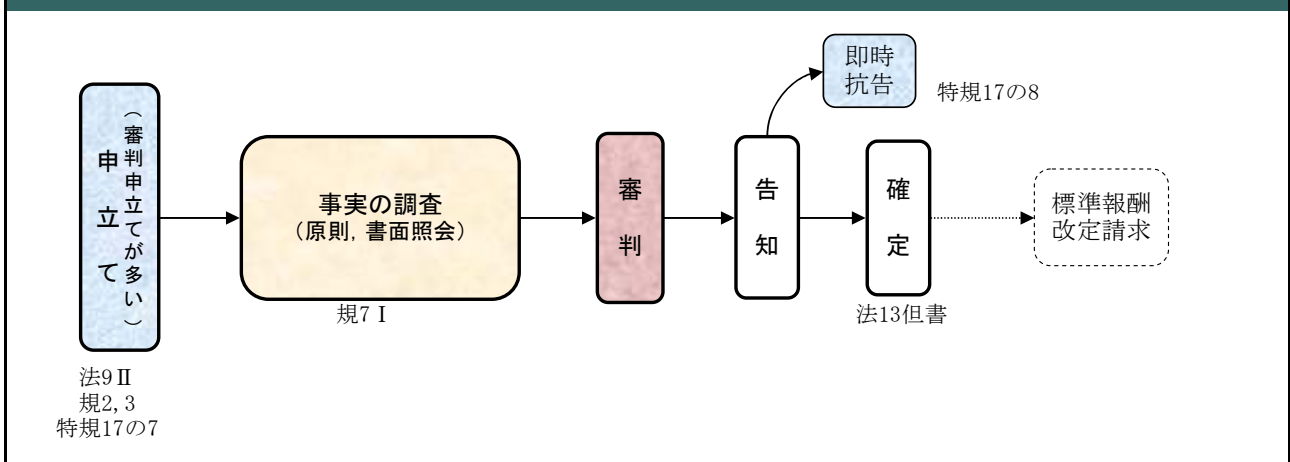 申立て
（審判申立てが多い）
法9Ⅱ
規2,3
特規17の7
事実の調査
（原則，書面照会）
規7Ⅰ
審判
告知
即時
抗告
特規17の8
確定
法13但書
標準報酬
改定請求